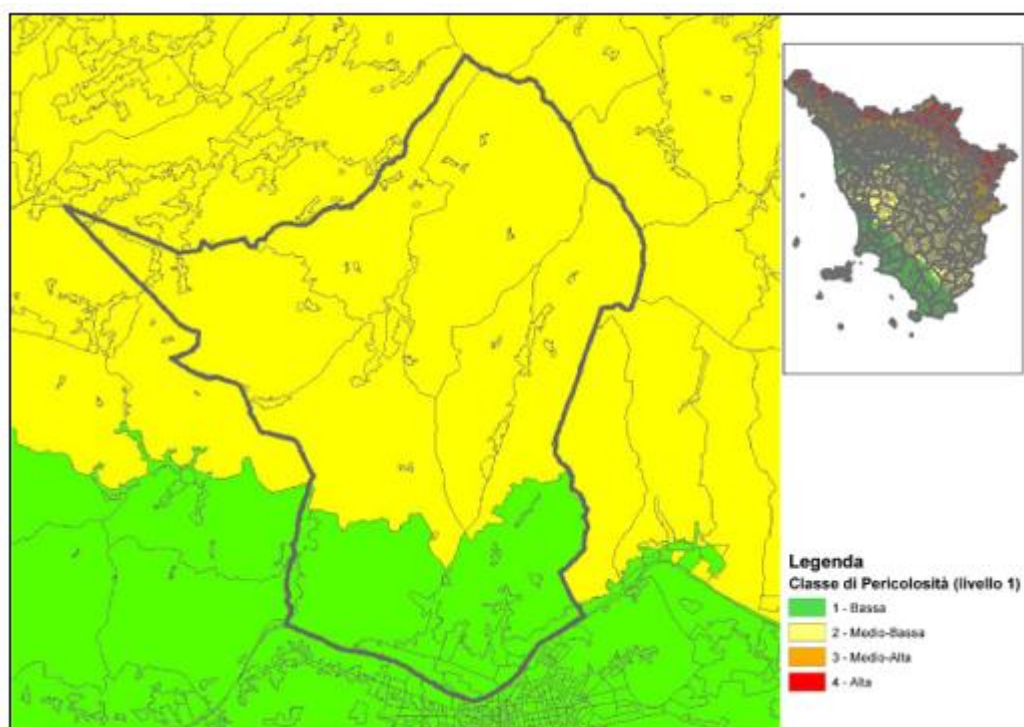 Legenda
Classe di Pericolosità (livello 1)
1 - Bassa
2 - Medio-Bassa
3 - Medio-Alta
4 - Alta